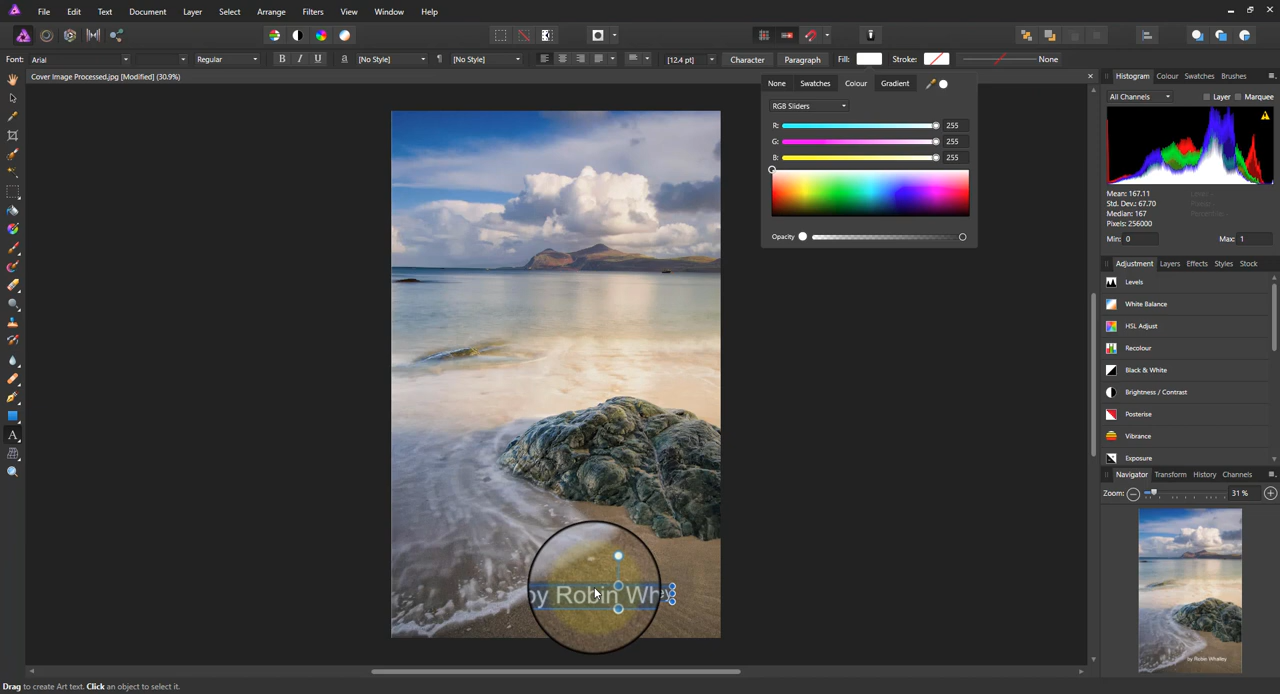 File Edit Text Document Layer Select Arrange Filters View Window Help
Font: Arial Regular B I U a [No Style] ¶ [No Style] [12.4 pt] Character Paragraph Fill: Stroke: None
Cover Image Processed.jpg [Modified] (30.9%)
None Swatches Colour Gradient
RGB Sliders
R: 255
G: 255
B: 255
Opacity
Histogram Colour Swatches Brushes
All Channels Layer Marquee
Mean: 167.11
Std. Dev.: 67.70
Median: 167
Pixels: 256000
Min: 0 Max: 1
Adjustment Layers Effects Styles Stock
Levels
White Balance
HSL Adjust
Recolour
Black & White
Brightness / Contrast
Posterise
Vibrance
Exposure
Navigator Transform History Channels
Zoom: 31 %
by Robin Whalley
by Robin Whey
Drag to create Art text. Click an object to select it.